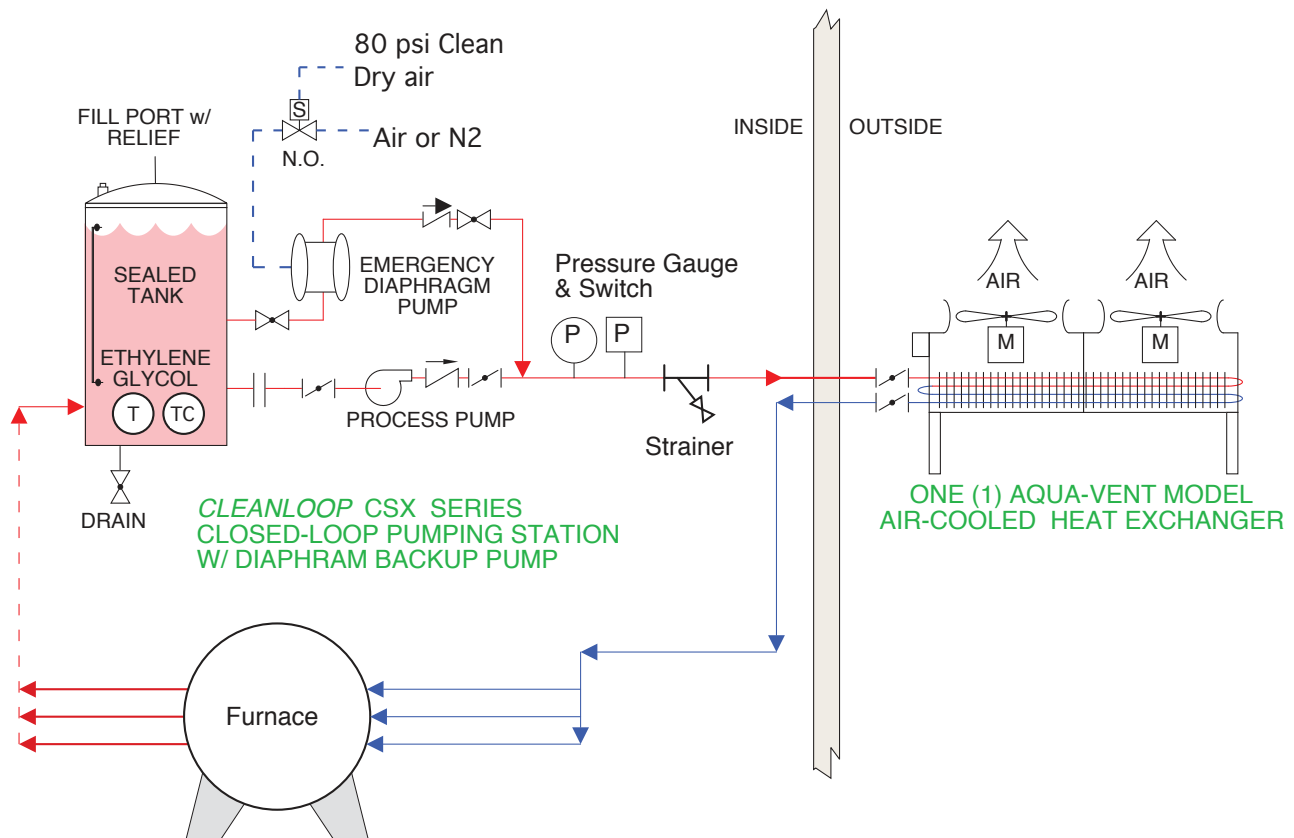 80 psi Clean
Dry air
S
FILL PORT w/
RELIEF
Air or N2
N.O.
INSIDE
OUTSIDE
SEALED
TANK
EMERGENCY
DIAPHRAGM
PUMP
Pressure Gauge
& Switch
AIR
AIR
P
P
M
M
ETHYLENE
GLYCOL
T
TC
PROCESS PUMP
Strainer
DRAIN
CLEANLOOP CSX SERIES
CLOSED-LOOP PUMPING STATION
W/ DIAPHRAM BACKUP PUMP
ONE (1) AQUA-VENT MODEL
AIR-COOLED HEAT EXCHANGER
Furnace